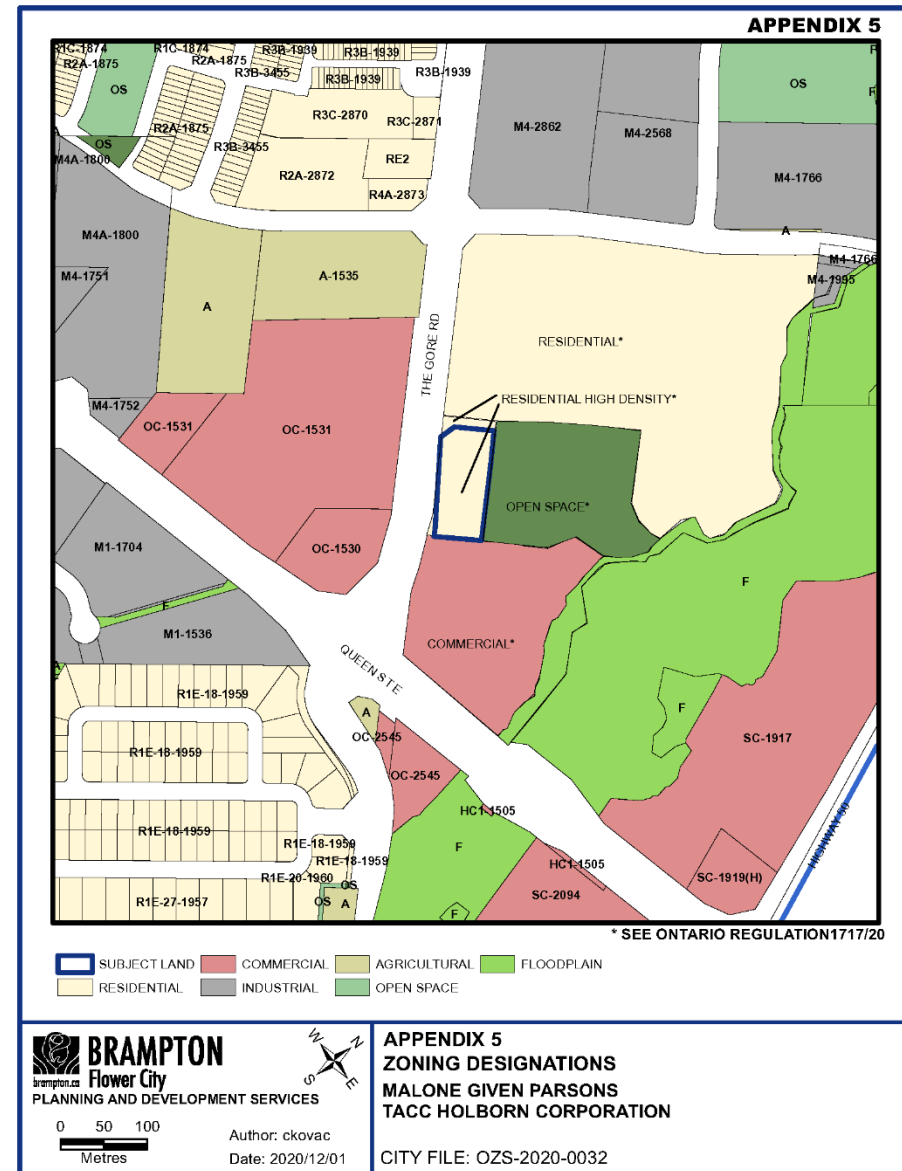 APPENDIX 5
R1C-1874
R1C-1874
R3B-1939
R2A-1875
R2A-1875
R3B-3455
R3B-1939
R3B-1939
OS
OS
R3C-2870
R3C-2871
M4-2862
M4-2568
R2A-1875
R3B-3455
OS
M4A-1800
RE2
R2A-2872
R4A-2873
M4-1766
M4A-1800
A
M4-1766
M4-1751
A-1535
M4-1995
A
THE GORE RD
RESIDENTIAL*
RESIDENTIAL HIGH DENSITY*
M4-1752
OC-1531
OC-1531
OPEN SPACE*
M1-1704
OC-1530
F
F
M1-1536
COMMERCIAL*
QUEEN ST E
R1E-18-1959
F
A
OC-2545
SC-1917
R1E-18-1959
OC-2545
HC1-1505
R1E-18-1959
R1E-18-1959
F
R1E-18-1959
HC1-1505
R1E-20-1960
OS
SC-1919(H)
SC-2094
R1E-27-1957
OS
A
F
* SEE ONTARIO REGULATION1717/20
SUBJECT LAND COMMERCIAL AGRICULTURAL FLOODPLAIN
RESIDENTIAL INDUSTRIAL OPEN SPACE
BRAMPTON
brampton.ca Flower City
PLANNING AND DEVELOPMENT SERVICES
W N
S E
0 50 100
Metres
Author: ckovac
Date: 2020/12/01
APPENDIX 5
ZONING DESIGNATIONS
MALONE GIVEN PARSONS
TACC HOLBORN CORPORATION
CITY FILE: OZS-2020-0032